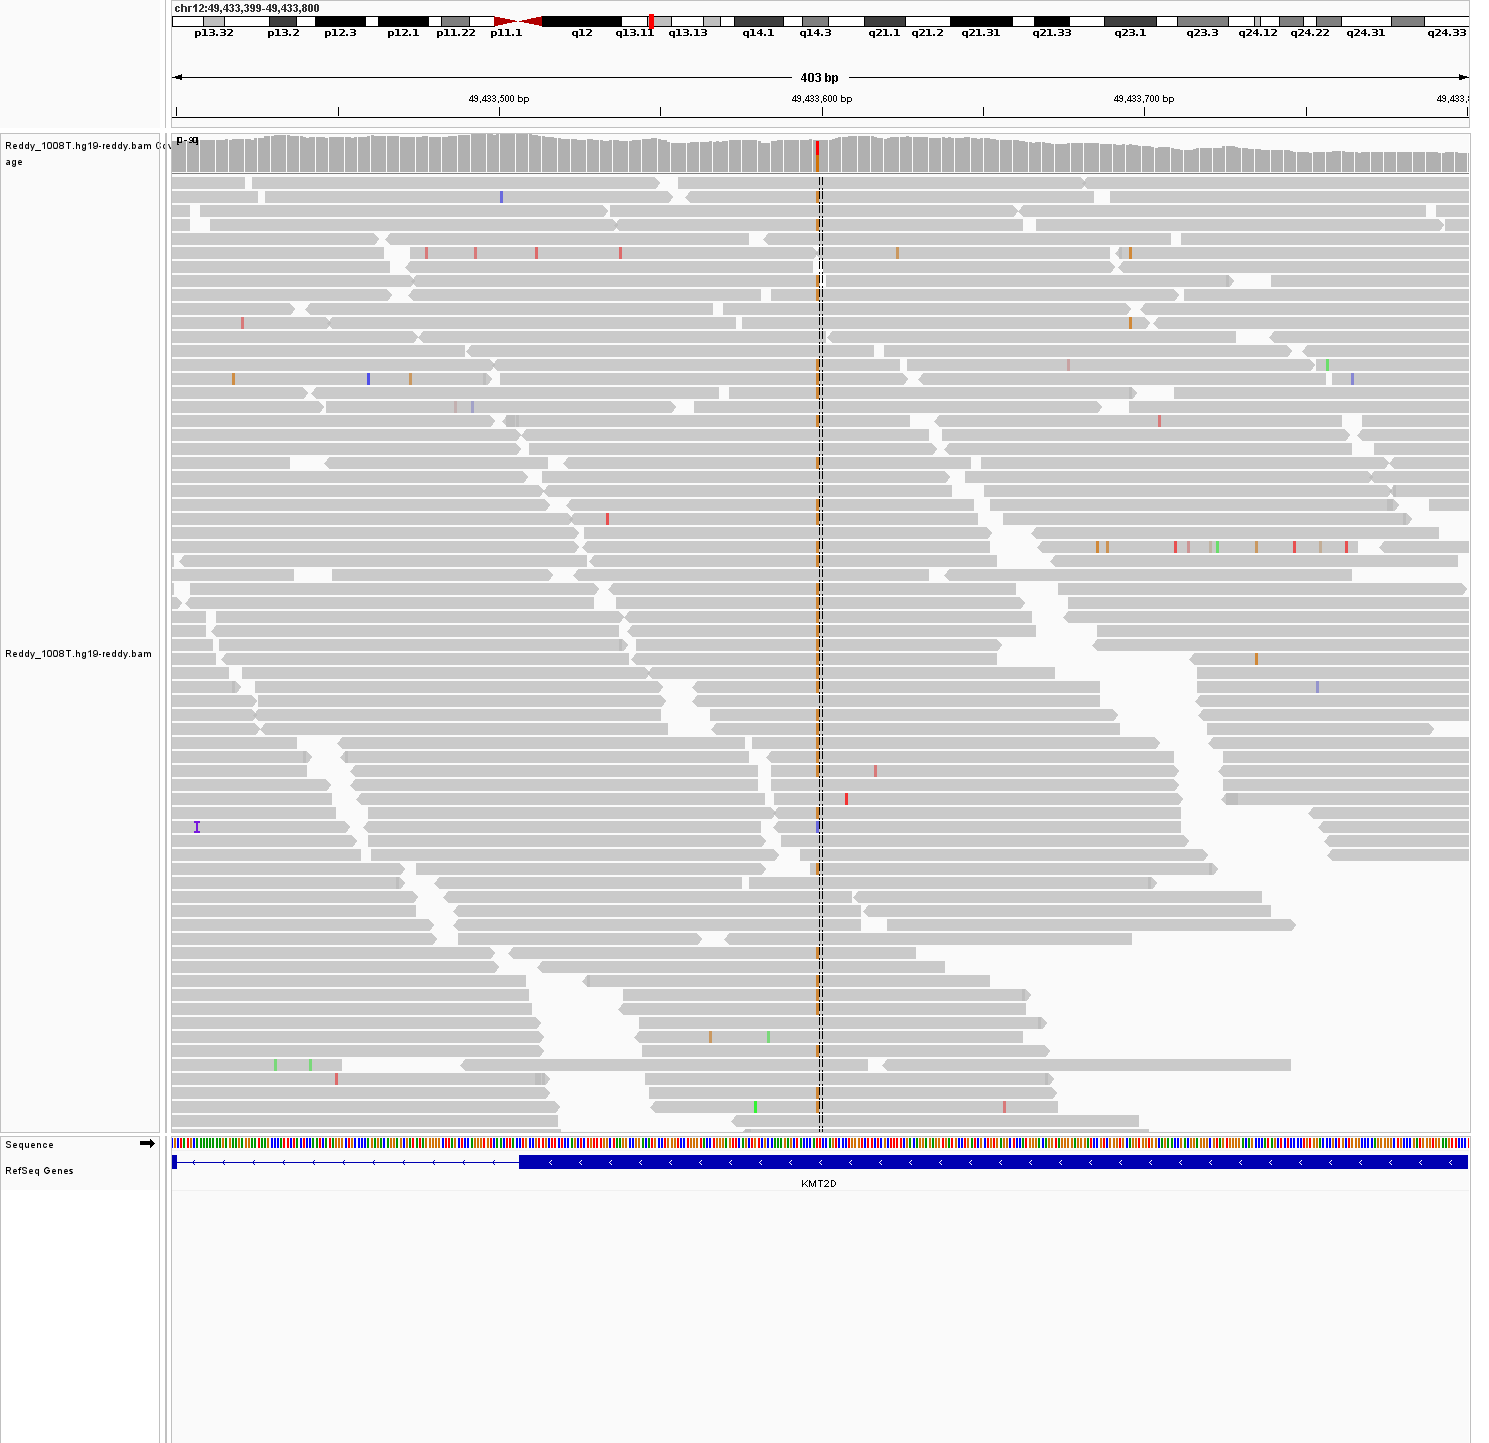 chr12:49,433,399-49,433,800
p13.32 p13.2 p12.3 p12.1 p11.22 p11.1 q12 q13.11 q13.13 q14.1 q14.3 q21.1 q21.2 q21.31 q21.33 q23.1 q23.3 q24.12 q24.22 q24.31 q24.33
403 bp
49,433,500 bp 49,433,600 bp 49,433,700 bp 49,433,8
Reddy_1008T.hg19-reddy.bam Cov
age
Reddy_1008T.hg19-reddy.bam
Sequence
RefSeq Genes
KMT2D